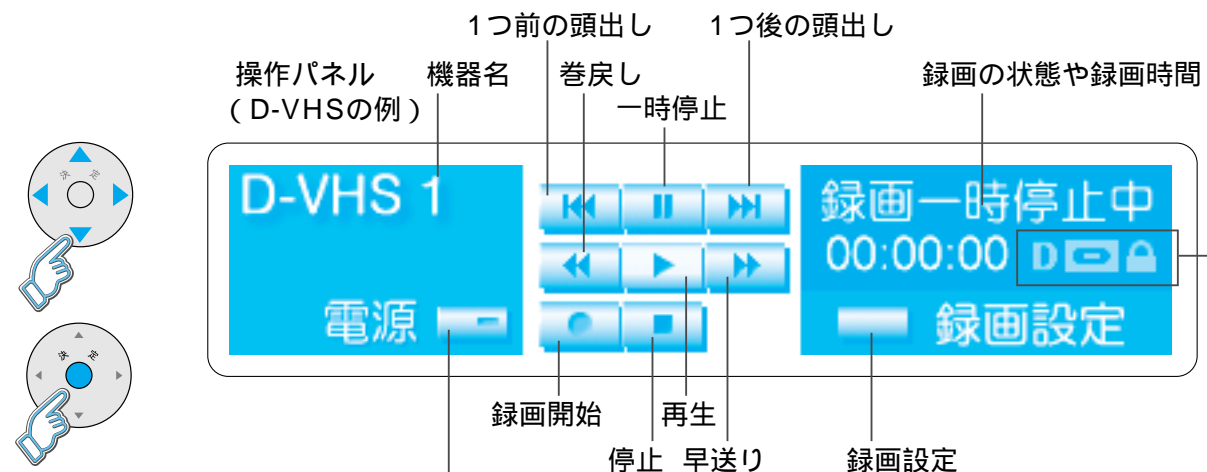 1つ前の頭出し 1つ後の頭出し
操作パネル 機器名 巻戻し 録画の状態や録画時間
(D-VHSの例) 一時停止
決定
D-VHS 1 録画一時停止中
00:00:00 D
電源 録画設定
決定
録画開始 再生
停止 早送り 録画設定